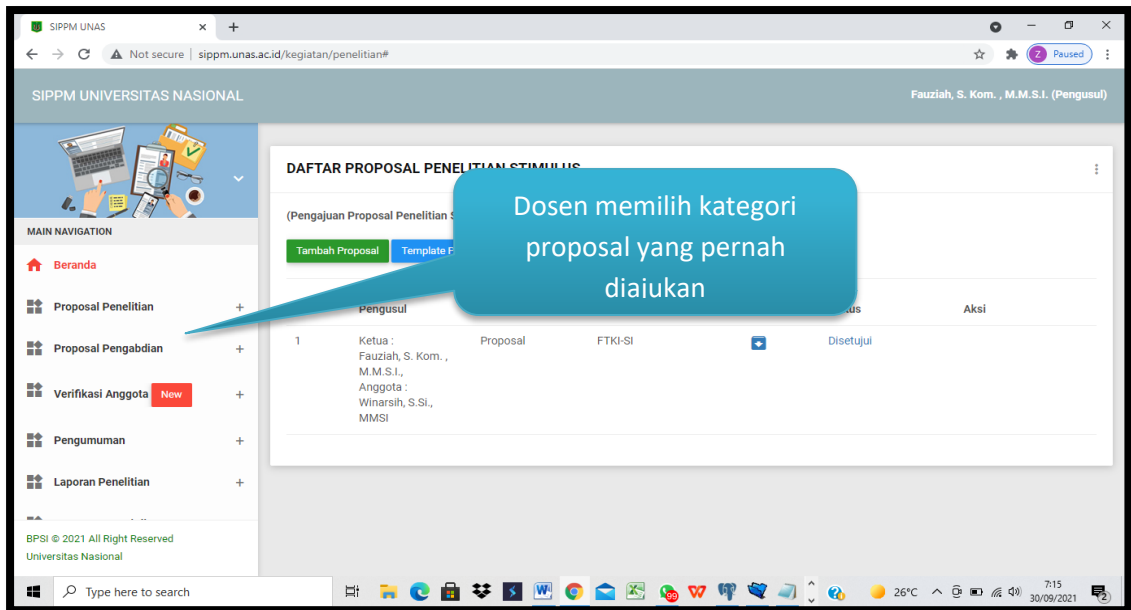 SIPPM UNAS
Not secure | sippm.unas.ac.id/kegiatan/penelitian#
Z Paused
SIPPM UNIVERSITAS NASIONAL
Fauziah, S. Kom. , M.M.S.I. (Pengusul)
MAIN NAVIGATION
Beranda
Proposal Penelitian +
Proposal Pengabdian +
Verifikasi Anggota New +
Pengumuman +
Laporan Penelitian +
BPSI © 2021 All Right Reserved
Universitas Nasional
DAFTAR PROPOSAL PENELITIAN STIMULUS
(Pengajuan Proposal Penelitian
Tambah Proposal Template
Dosen memilih kategori
proposal yang pernah
diajukan
Pengusul Aksi
1 Ketua : Proposal FTKI-SI Disetujui
Fauziah, S. Kom. ,
M.M.S.I.,
Anggota :
Winarsih, S.Si.,
MMSI
Type here to search
99
26°C
7:15
30/09/2021
2